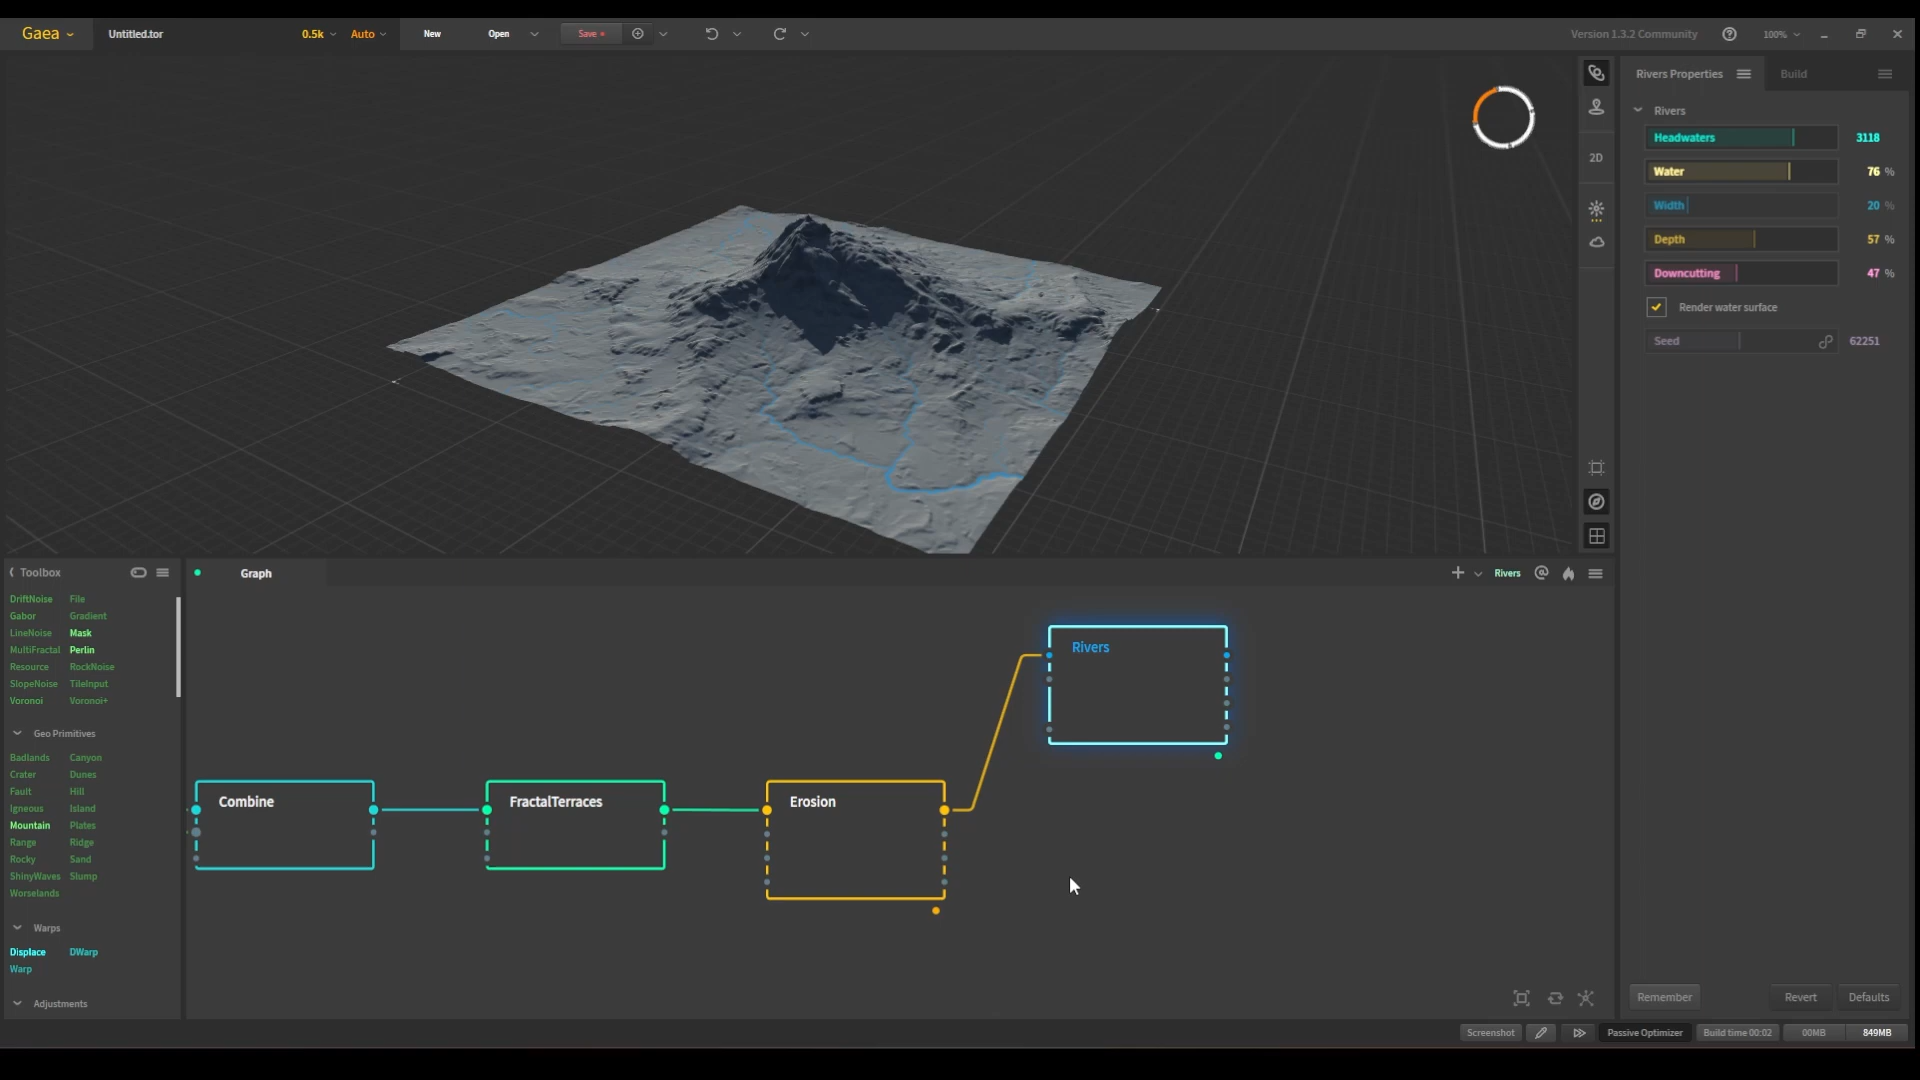 Gaea
Untitled.tor
0.5k
Auto
New
Open
Save
Version 1.3.2 Community
100%
Rivers Properties
Build
Rivers
Headwaters 3118
Water 76 %
Width 20 %
Depth 57 %
Downcutting 47 %
Render water surface
Seed 62251
2D
Toolbox
DriftNoise File
Gabor Gradient
LineNoise Mask
MultiFractal Perlin
Resource RockNoise
SlopeNoise TileInput
Voronoi Voronoi+
Geo Primitives
Badlands Canyon
Crater Dunes
Fault Hill
Igneous Island
Mountain Plates
Range Ridge
Rocky Sand
ShinyWaves Slump
Worselands
Warps
Displace DWarp
Warp
Adjustments
Graph
Rivers
Rivers
Combine
FractalTerraces
Erosion
Remember
Revert
Defaults
Screenshot
Passive Optimizer
Build time 00:02
00MB
849MB